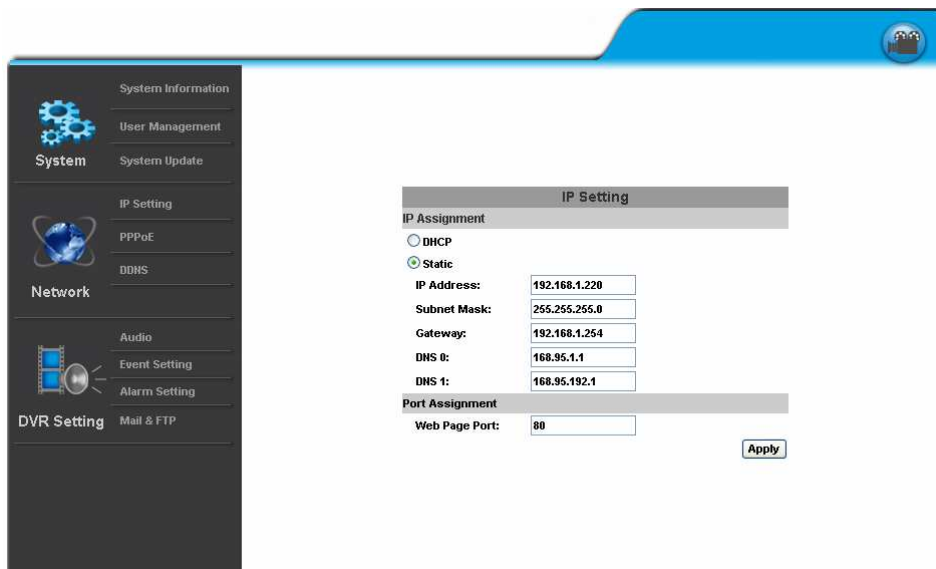 System Information
User Management
System
System Update
IP Setting
PPPoE
DDNS
Network
Audio
Event Setting
Alarm Setting
DVR Setting
Mail & FTP
IP Setting
IP Assignment
DHCP
Static
IP Address: 192.168.1.220
Subnet Mask: 255.255.255.0
Gateway: 192.168.1.254
DNS 0: 168.95.1.1
DNS 1: 168.95.192.1
Port Assignment
Web Page Port: 80
Apply